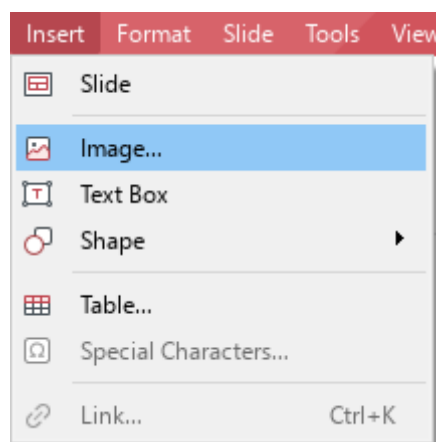 Insert Format Slide Tools View
Slide
Image...
Text Box
Shape
Table...
Special Characters...
Link... Ctrl+K